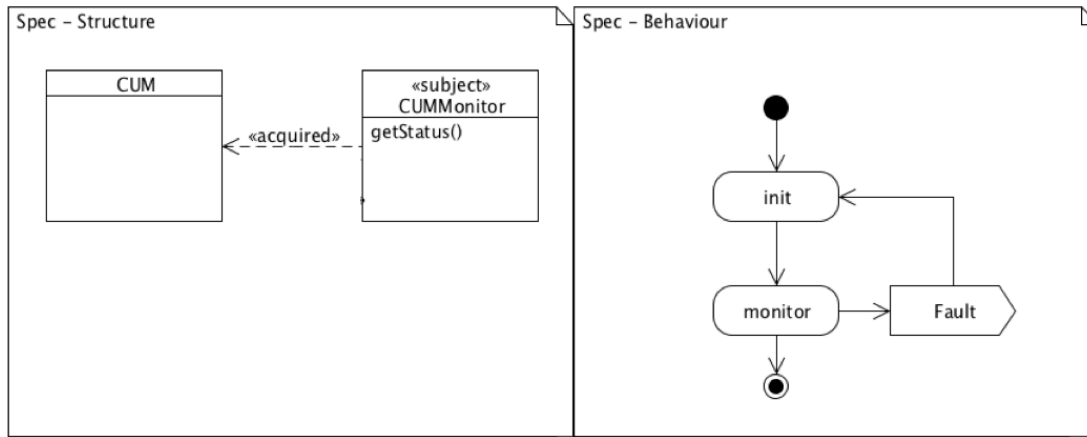 Spec – Structure
CUM
«subject»
CUMMonitor
getStatus()
«acquired»
Spec – Behaviour
init
monitor
Fault